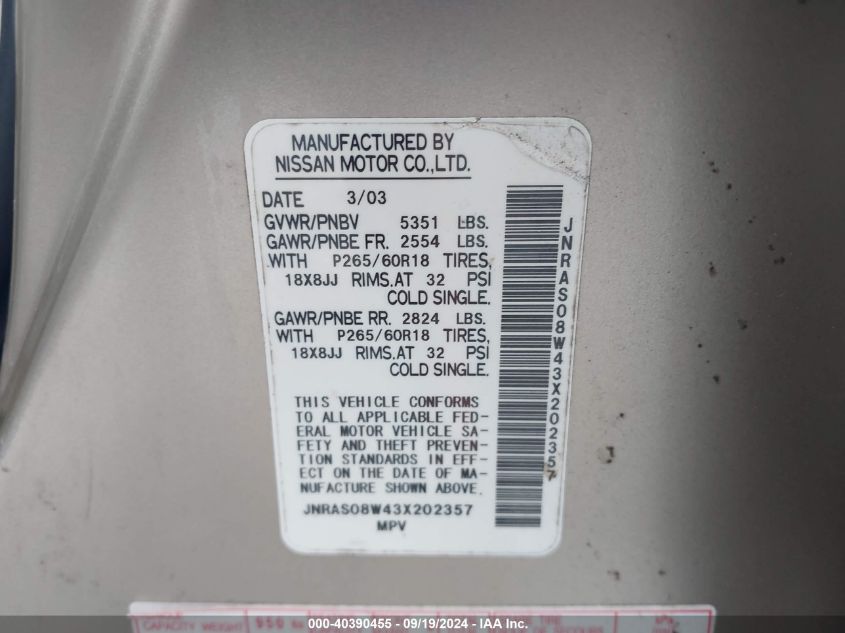 MANUFACTURED BY
NISSAN MOTOR CO.,LTD.
DATE 3/03
GVWR/PNBV 5351 LBS.
GAWR/PNBE FR. 2554 LBS.
WITH P265/60R18 TIRES,
18X8JJ RIMS.AT 32 PSI
COLD SINGLE.
GAWR/PNBE RR. 2824 LBS.
WITH P265/60R18 TIRES,
18X8JJ RIMS.AT 32 PSI
COLD SINGLE.
THIS VEHICLE CONFORMS
TO ALL APPLICABLE FED-
ERAL MOTOR VEHICLE SA-
FETY AND THEFT PREVEN-
TION STANDARDS IN EFF-
ECT ON THE DATE OF MA-
NUFACTURE SHOWN ABOVE.
JNRAS08W43X202357
MPV
JNRAS08W43X202357
CAPACITY WEIGHT 950
000-40390455 - 09/19/2024 - IAA Inc.